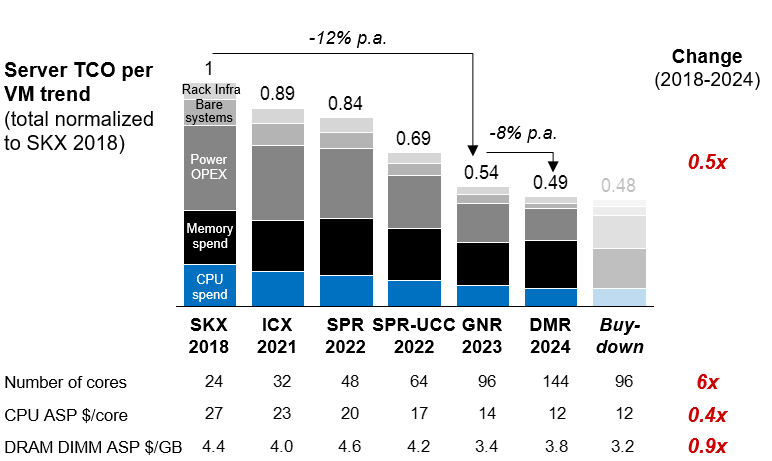 -12% p.a.
Change
(2018-2024)
Server TCO per
VM trend
(total normalized
to SKX 2018)
1
0.89
0.84
0.69
0.54
0.49
0.48
-8% p.a.
0.5x
Rack Infra
Bare
systems
Power
OPEX
Memory
spend
CPU
spend
SKX
2018
ICX
2021
SPR
2022
SPR-UCC
2022
GNR
2023
DMR
2024
Buy-
down
Number of cores 24 32 48 64 96 144 96 6x
CPU ASP $/core 27 23 20 17 14 12 12 0.4x
DRAM DIMM ASP $/GB 4.4 4.0 4.6 4.2 3.4 3.8 3.2 0.9x